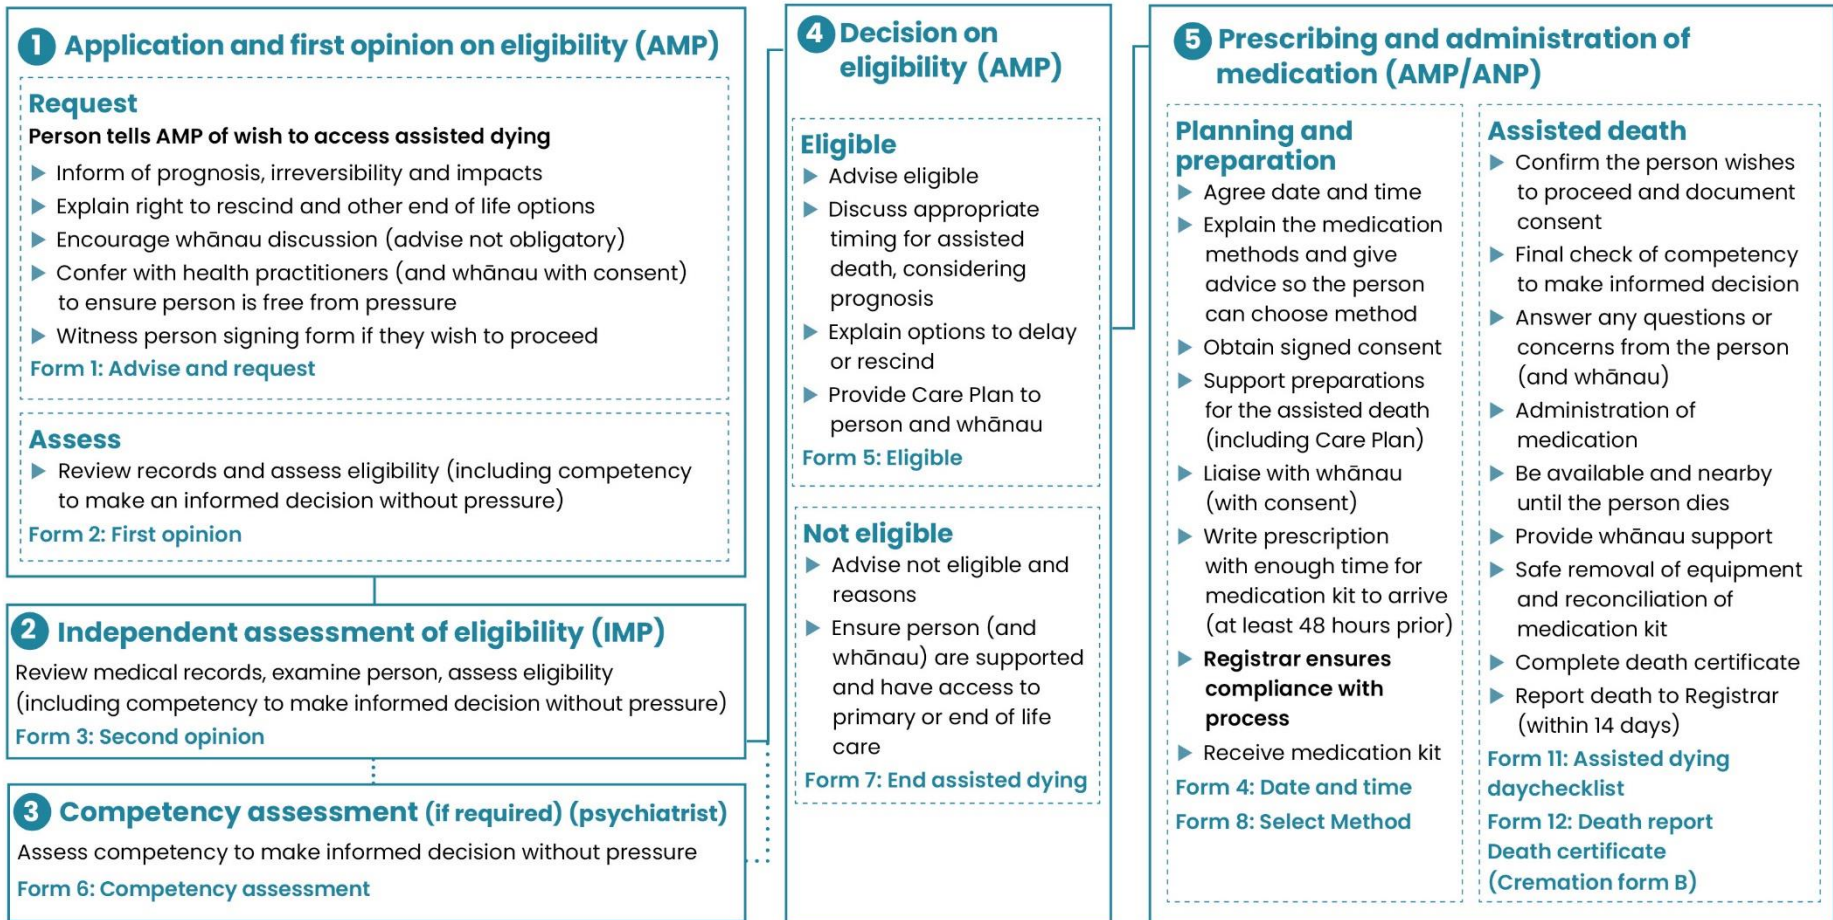 1 Application and first opinion on eligibility (AMP)
Request
Person tells AMP of wish to access assisted dying
▶ Inform of prognosis, irreversibility and impacts
▶ Explain right to rescind and other end of life options
▶ Encourage whānau discussion (advise not obligatory)
▶ Confer with health practitioners (and whānau with consent)
to ensure person is free from pressure
▶ Witness person signing form if they wish to proceed
Form 1: Advise and request
Assess
▶ Review records and assess eligibility (including competency
to make an informed decision without pressure)
Form 2: First opinion
2 Independent assessment of eligibility (IMP)
Review medical records, examine person, assess eligibility
(including competency to make informed decision without pressure)
Form 3: Second opinion
3 Competency assessment (if required) (psychiatrist)
Assess competency to make informed decision without pressure
Form 6: Competency assessment
4 Decision on
eligibility (AMP)
Eligible
▶ Advise eligible
▶ Discuss appropriate
timing for assisted
death, considering
prognosis
▶ Explain options to delay
or rescind
▶ Provide Care Plan to
person and whānau
Form 5: Eligible
Not eligible
▶ Advise not eligible and
reasons
▶ Ensure person (and
whānau) are supported
and have access to
primary or end of life
care
Form 7: End assisted dying
5 Prescribing and administration of
medication (AMP/ANP)
Planning and
preparation
▶ Agree date and time
▶ Explain the medication
methods and give
advice so the person
can choose method
▶ Obtain signed consent
▶ Support preparations
for the assisted death
(including Care Plan)
▶ Liaise with whānau
(with consent)
▶ Write prescription
with enough time for
medication kit to arrive
(at least 48 hours prior)
▶ Registrar ensures
compliance with
process
▶ Receive medication kit
Form 4: Date and time
Form 8: Select Method
Assisted death
▶ Confirm the person wishes
to proceed and document
consent
▶ Final check of competency
to make informed decision
▶ Answer any questions or
concerns from the person
(and whānau)
▶ Administration of
medication
▶ Be available and nearby
until the person dies
▶ Provide whānau support
▶ Safe removal of equipment
and reconciliation of
medication kit
▶ Complete death certificate
▶ Report death to Registrar
(within 14 days)
Form 11: Assisted dying
daychecklist
Form 12: Death report
Death certificate
(Cremation form B)